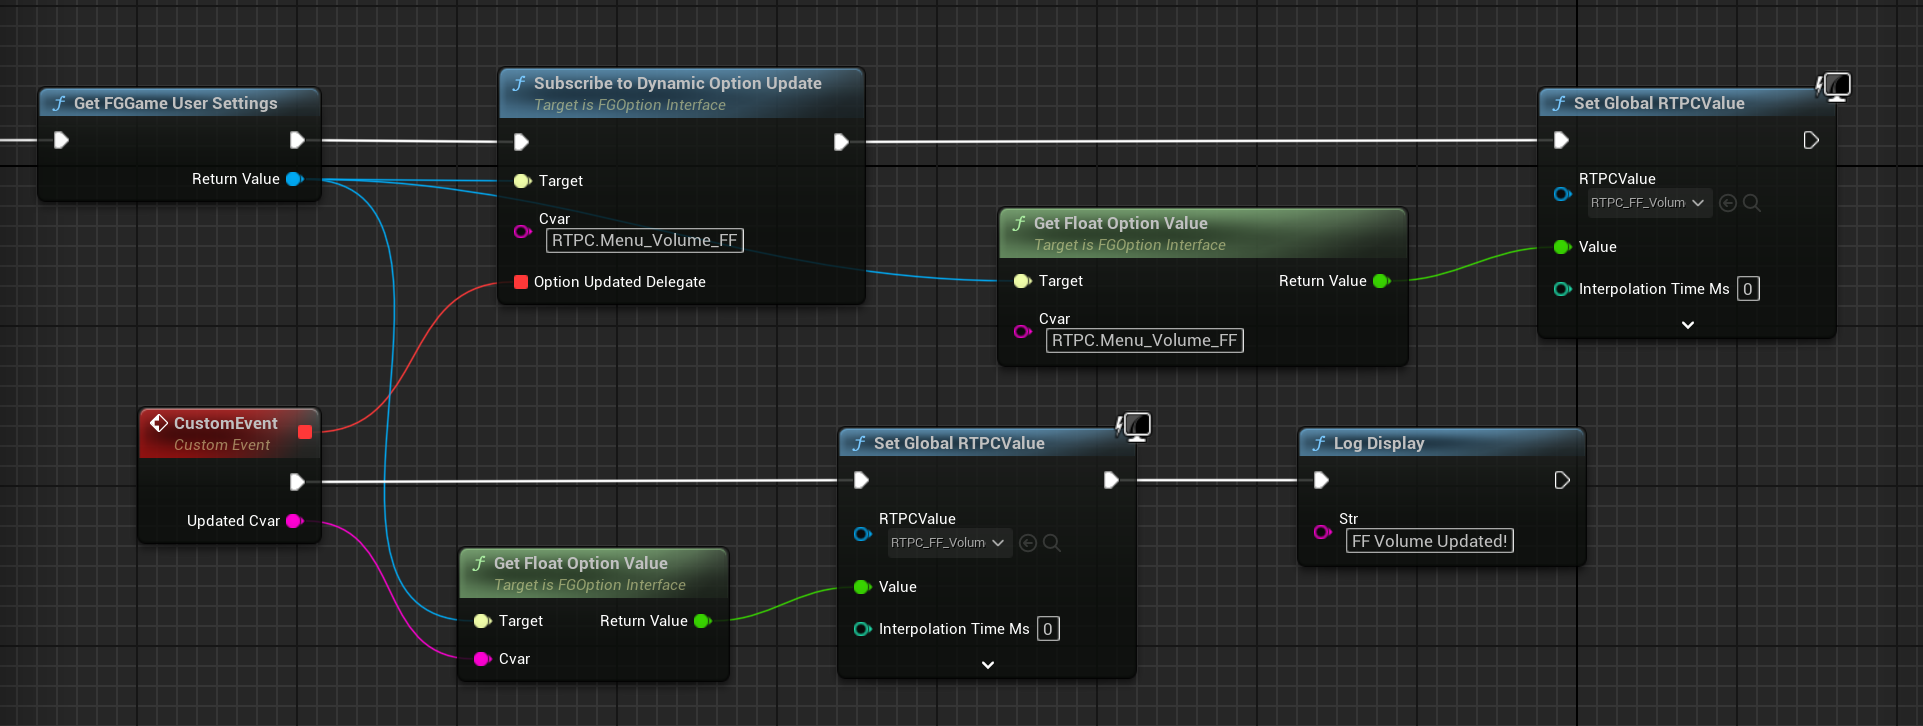 Get FGGame User Settings
Return Value
Subscribe to Dynamic Option Update
Target is FGOption Interface
Target
Cvar
RTPC.Menu_Volume_FF
Option Updated Delegate
Get Float Option Value
Target is FGOption Interface
Target
Return Value
Cvar
RTPC.Menu_Volume_FF
Set Global RTPCValue
RTPCValue
RTPC_FF_Volum
Value
Interpolation Time Ms 0
CustomEvent
Custom Event
Updated Cvar
Get Float Option Value
Target is FGOption Interface
Target
Return Value
Cvar
Set Global RTPCValue
RTPCValue
RTPC_FF_Volum
Value
Interpolation Time Ms 0
Log Display
Str
FF Volume Updated!